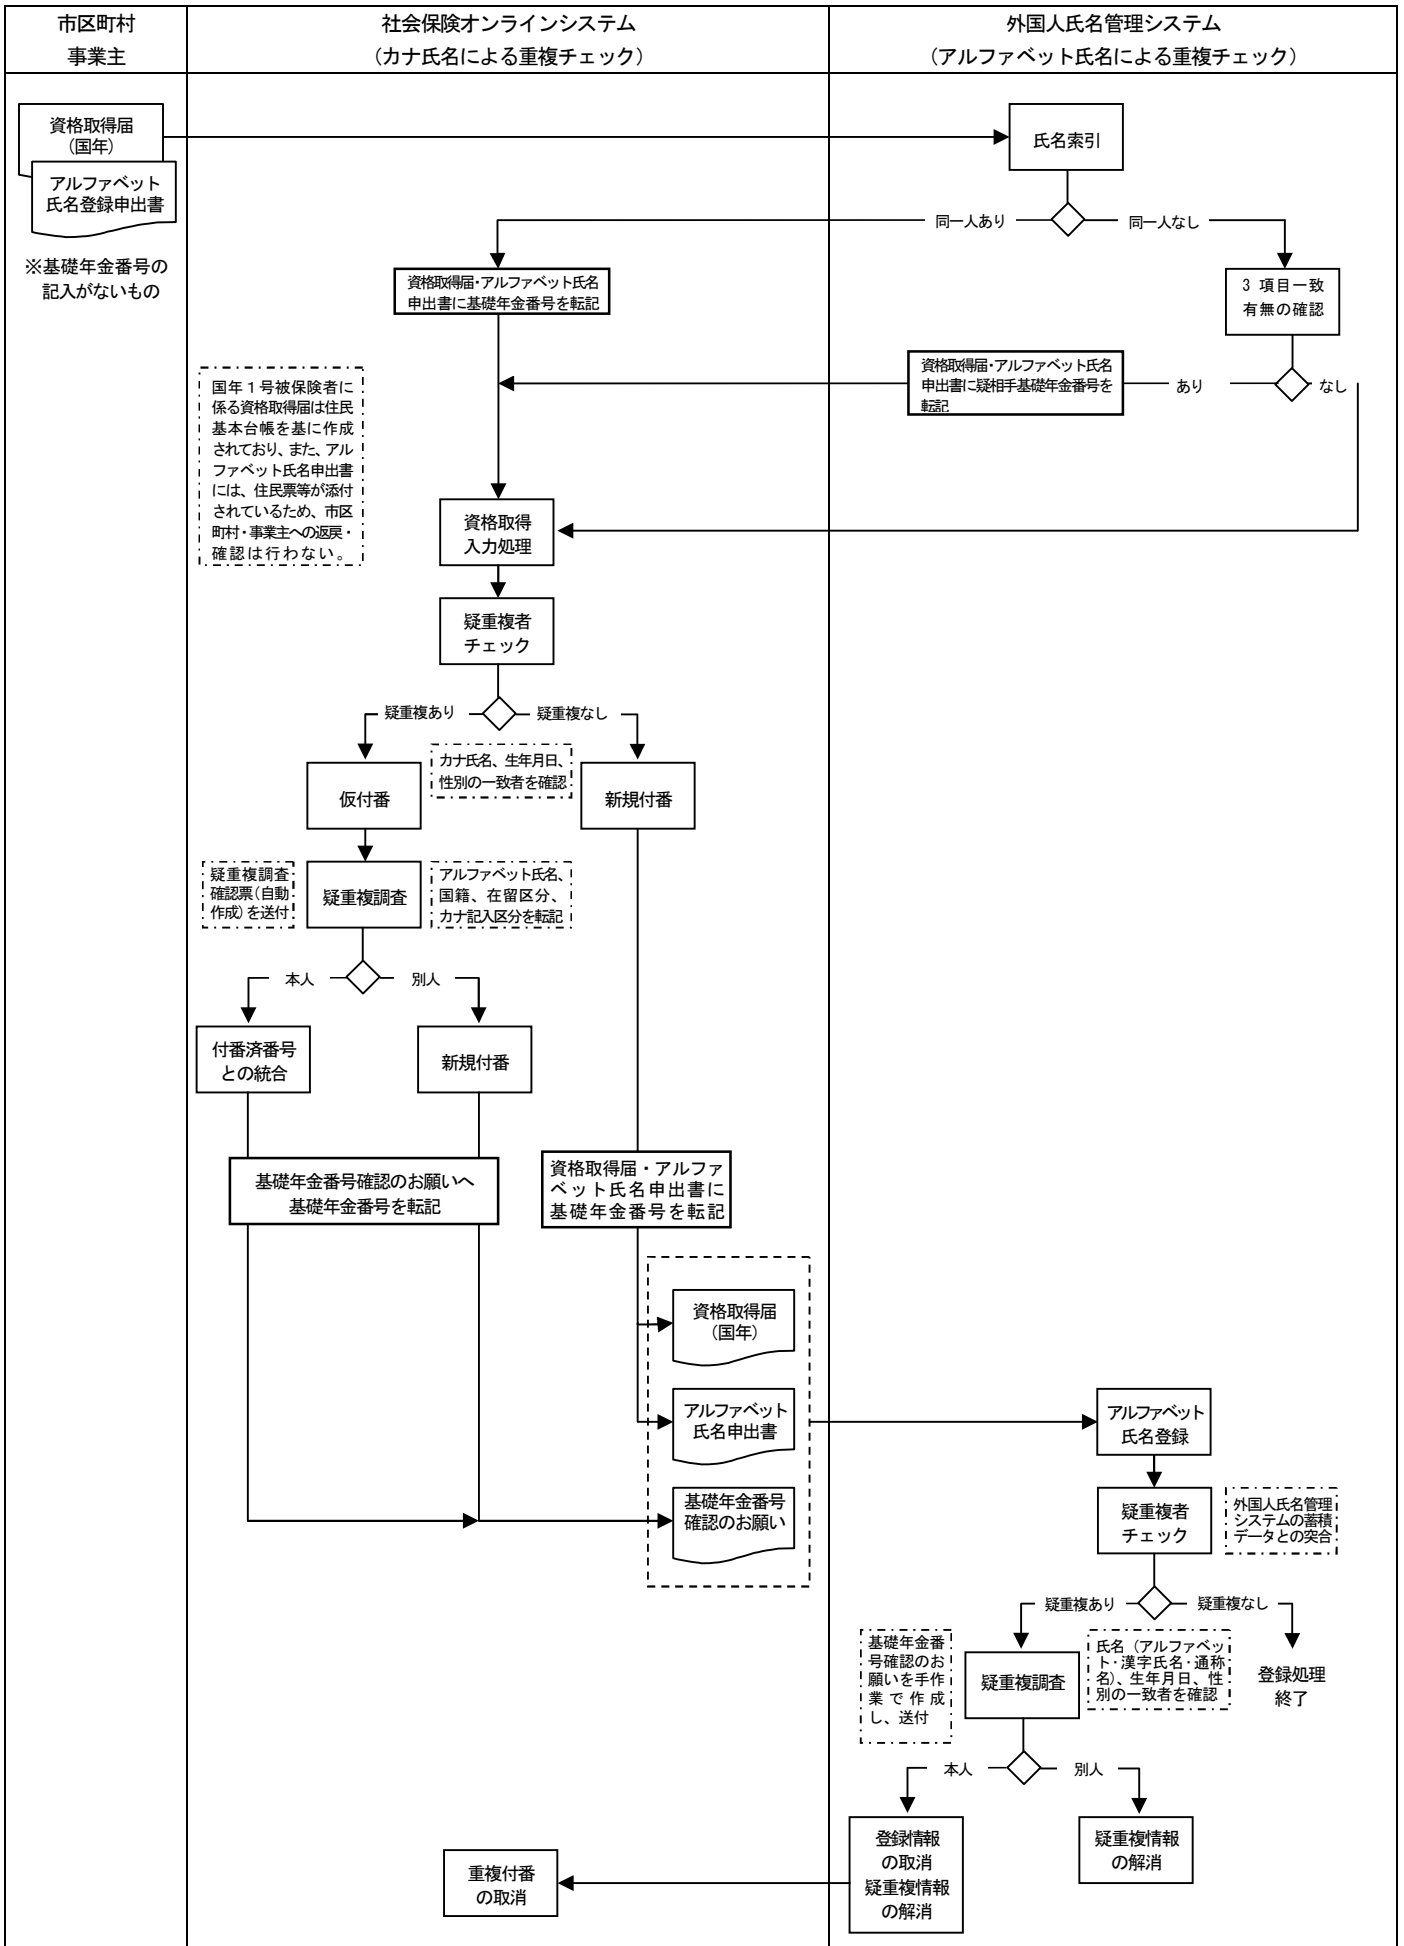 市区町村
事業主
社会保険オンラインシステム
(カナ氏名による重複チェック)
外国人氏名管理システム
(アルファベット氏名による重複チェック)
資格取得届
(国年)
アルファベット
氏名登録申出書
※基礎年金番号の
記入がないもの
氏名索引
同一人あり
同一人なし
資格取得届・アルファベット氏名
申出書に基礎年金番号を転記
3 項目一致
有無の確認
資格取得届・アルファベット氏名
申出書に疑相手基礎年金番号を
転記
あり
なし
国年1号被保険者に
係る資格取得届は住民
基本台帳を基に作成
されており、また、アル
ファベット氏名申出書
には、住民票等が添付
されているため、市区
町村・事業主への返戻・
確認は行わない。
資格取得
入力処理
疑重複者
チェック
疑重複あり
疑重複なし
カナ氏名、生年月日、
性別の一致者を確認
仮付番
新規付番
疑重複調査
確認票(自動
作成)を送付
疑重複調査
アルファベット氏名、
国籍、在留区分、
カナ記入区分を転記
本人
別人
付番済番号
との統合
新規付番
基礎年金番号確認のお願いへ
基礎年金番号を転記
資格取得届・アルファ
ベット氏名申出書に
基礎年金番号を転記
資格取得届
(国年)
アルファベット
氏名申出書
基礎年金番号
確認のお願い
アルファベット
氏名登録
疑重複者
チェック
外国人氏名管理
システムの蓄積
データとの突合
疑重複あり
疑重複なし
基礎年金番
号確認のお
願いを手作
業で作成
し、送付
疑重複調査
氏名(アルファベッ
ト・漢字氏名・通称
名)、生年月日、性
別の一致者を確認
登録処理
終了
本人
別人
登録情報
の取消
疑重複情報
の解消
疑重複情報
の解消
重複付番
の取消